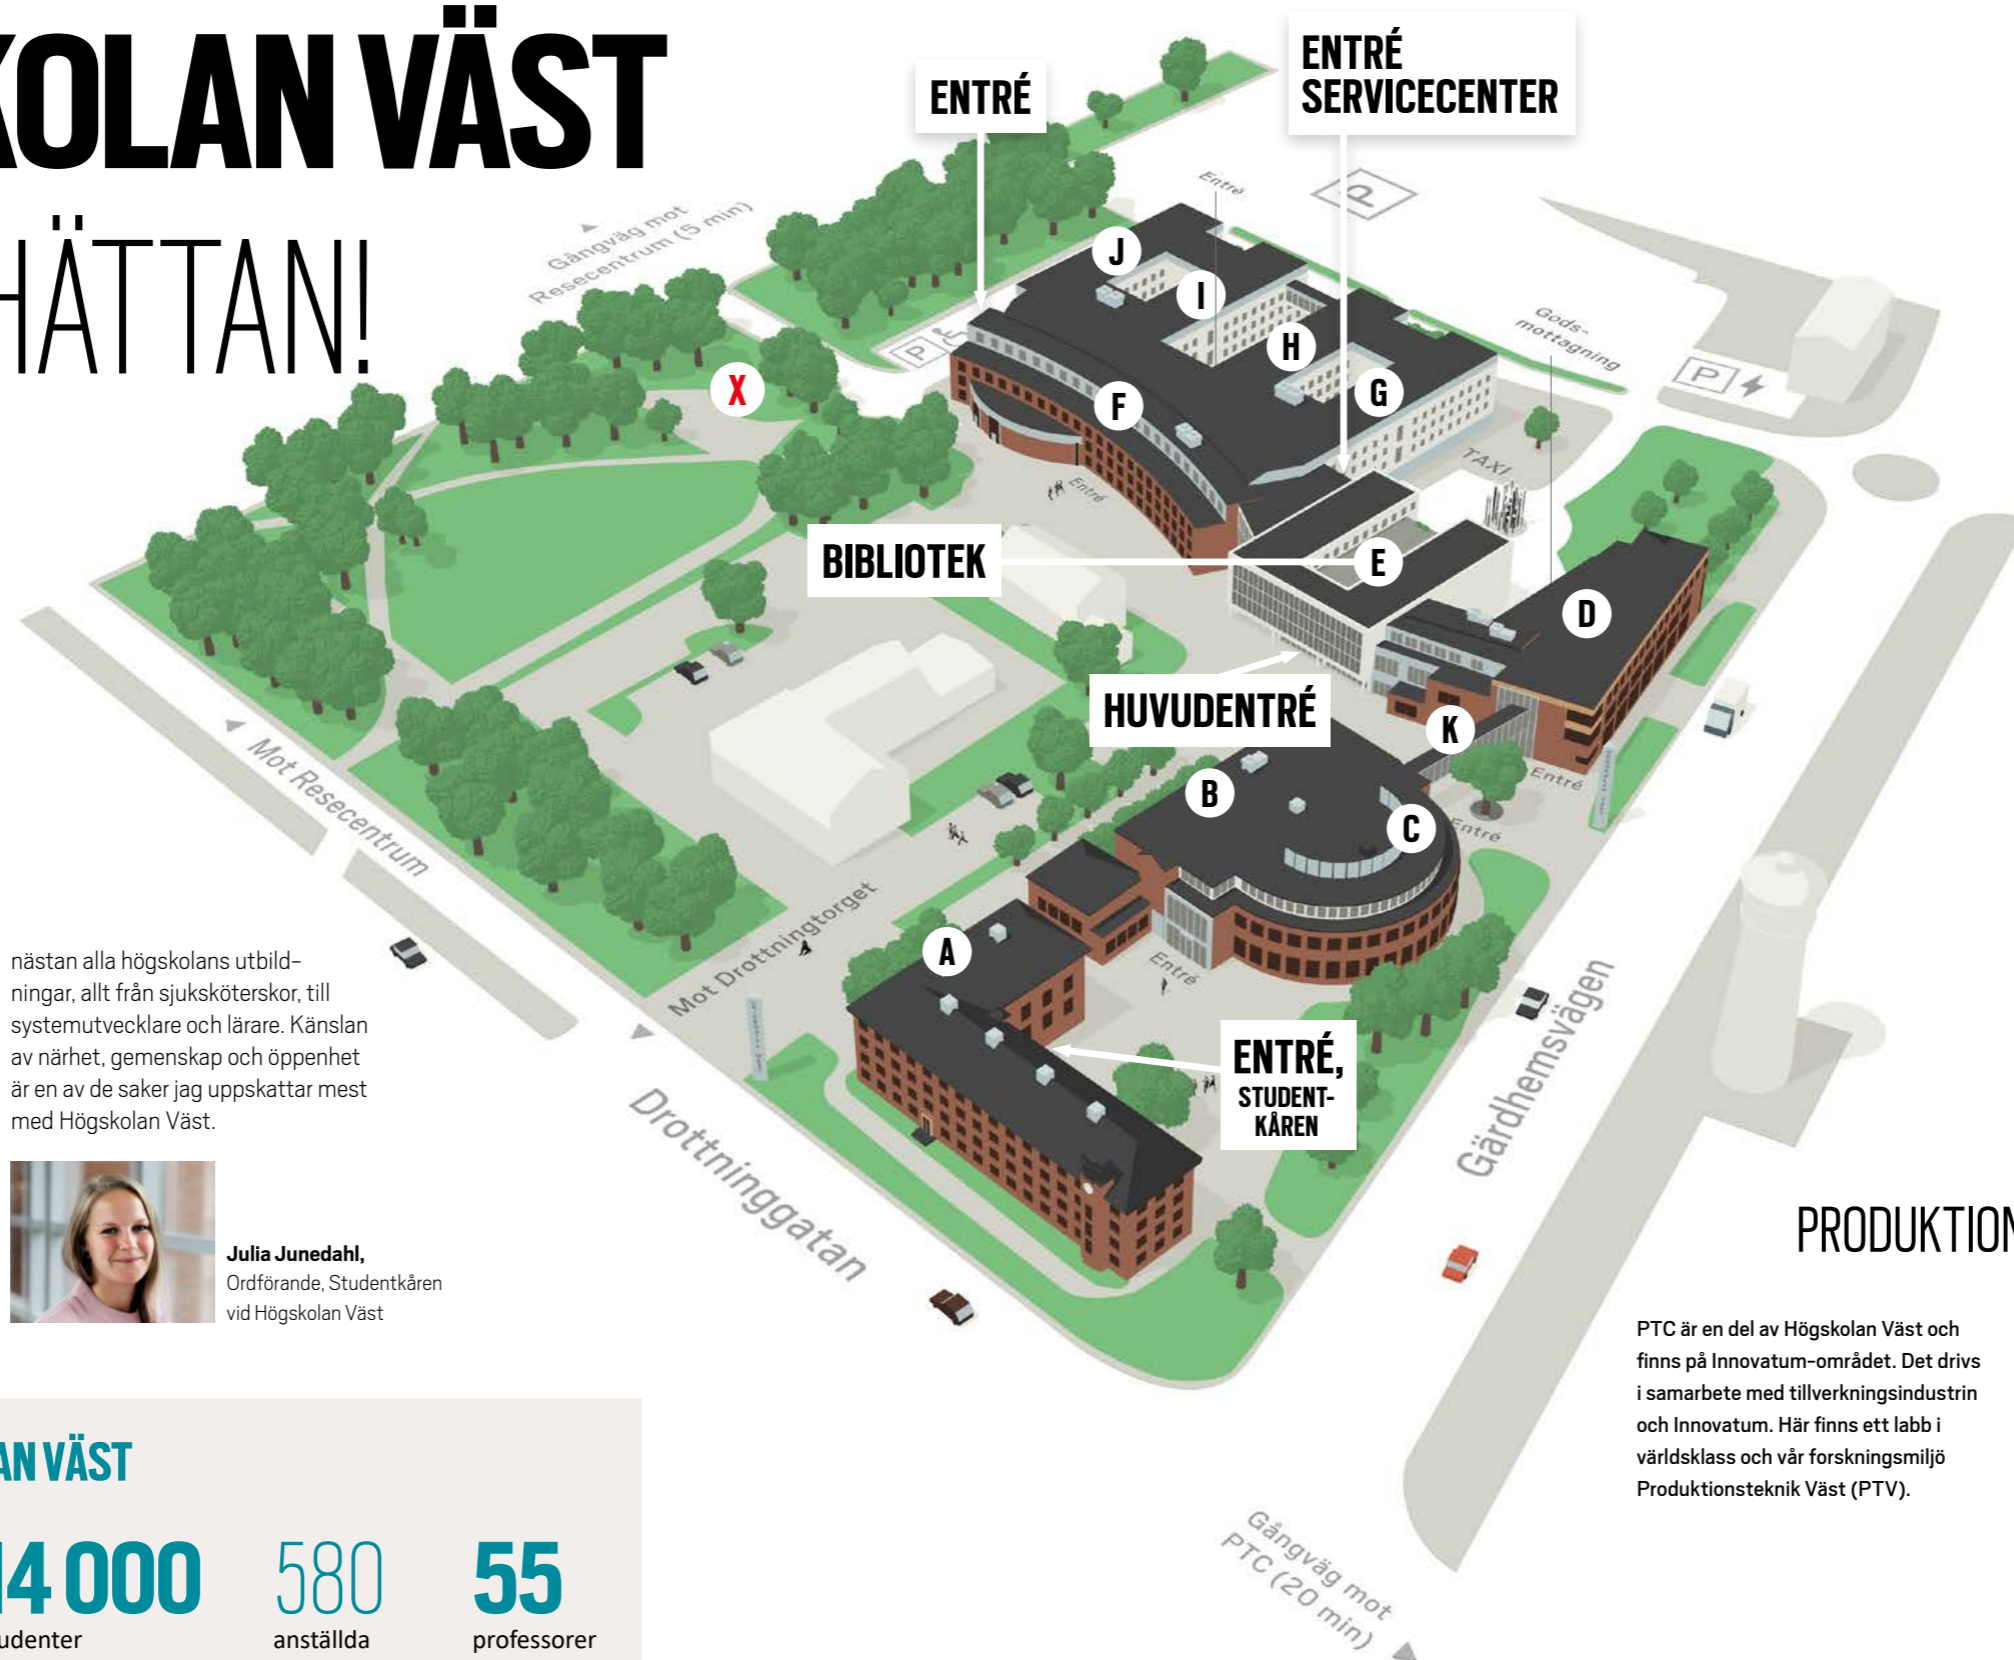 KOLAN VÄST
HÄTTAN!
ENTRÉ
ENTRÉ
SERVICECENTER
Gångväg mot
Resecentrum (5 min)
Entré
P
J
I
H
G
F
X
P
Gods-
mottagning
P
TAXI
Entré
BIBLIOTEK
E
D
HUVUDENTRÉ
K
Entré
B
C
Entré
Mot Resecentrum
Mot Drottningtorget
A
Entré
ENTRÉ,
STUDENT-
KÅREN
Drottninggatan
Gärdhemsvägen
nästan alla högskolans utbild-
ningar, allt från sjuksköterskor, till
systemutvecklare och lärare. Känslan
av närhet, gemenskap och öppenhet
är en av de saker jag uppskattar mest
med Högskolan Väst.
Julia Junedahl,
Ordförande, Studentkåren
vid Högskolan Väst
AN VÄST
14 000
udenter
580
anställda
55
professorer
PRODUKTION
PTC är en del av Högskolan Väst och
finns på Innovatum-området. Det drivs
i samarbete med tillverkningsindustrin
och Innovatum. Här finns ett labb i
världsklass och vår forskningsmiljö
Produktionsteknik Väst (PTV).
Gångväg mot
PTC (20 min)